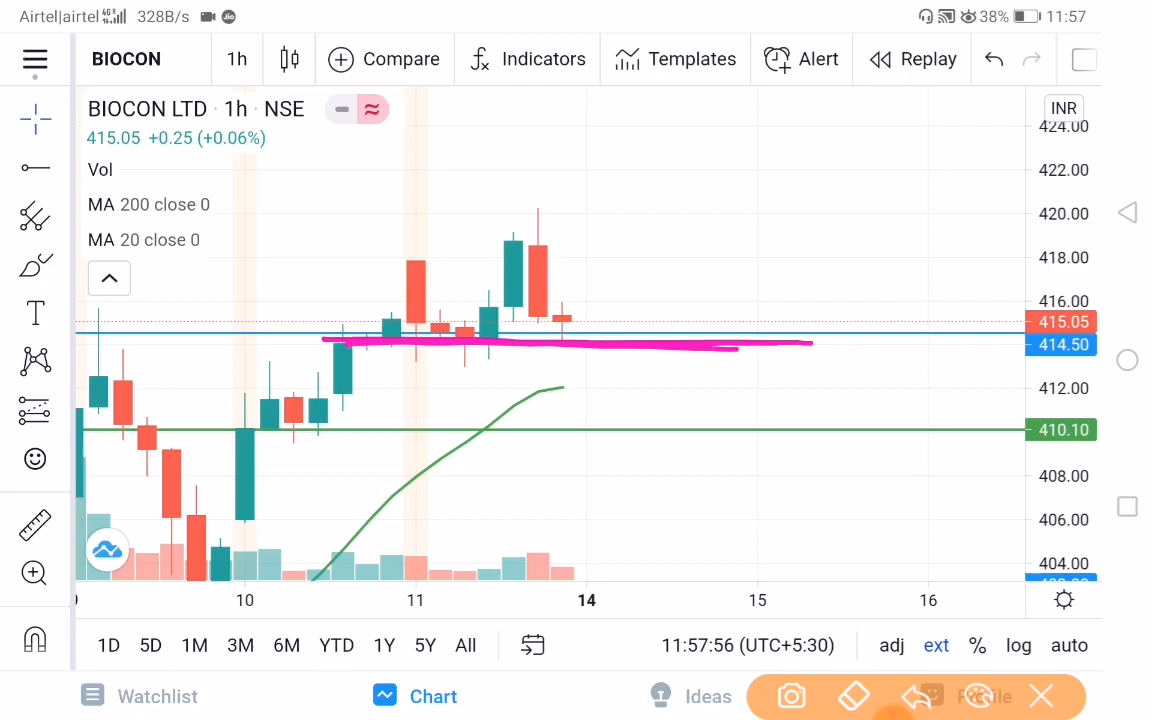 Airtel|airtel 4G 328B/s Jio 38% 11:57
BIOCON 1h Compare Indicators Templates Alert Replay
BIOCON LTD · 1h · NSE
INR
415.05 +0.25 (+0.06%)
Vol
MA 200 close 0
MA 20 close 0
424.00
422.00
420.00
418.00
416.00
415.05
414.50
412.00
410.10
408.00
406.00
404.00
10 11 14 15 16
1D 5D 1M 3M 6M YTD 1Y 5Y All 11:57:56 (UTC+5:30) adj ext % log auto
Watchlist Chart Ideas Profile